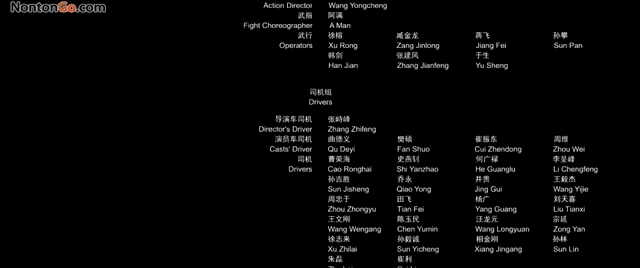 NontonGo.com
Action Director Wang Yongcheng
武指 阿满
Fight Choreographer A Man
武行 徐榕 臧金龙 蒋飞 孙攀
Operators Xu Rong Zang Jinlong Jiang Fei Sun Pan
韩剑 张建风 于生
Han Jian Zhang Jianfeng Yu Sheng
司机组
Drivers
导演车司机 张峙峰
Director's Driver Zhang Zhifeng
演员车司机 曲德义 樊硕 崔振东 周维
Casts' Driver Qu Deyi Fan Shuo Cui Zhendong Zhou Wei
司机 曹荣海 史燕钊 何广禄 李呈峰
Drivers Cao Ronghai Shi Yanzhao He Guanglu Li Chengfeng
孙吉胜 乔永 井贵 王毅杰
Sun Jisheng Qiao Yong Jing Gui Wang Yijie
周忠于 田飞 杨广 刘天喜
Zhou Zhongyu Tian Fei Yang Guang Liu Tianxi
王文刚 陈玉民 汪龙元 宗延
Wang Wengang Chen Yumin Wang Longyuan Zong Yan
徐志来 孙毅诚 相金刚 孙林
Xu Zhilai Sun Yicheng Xiang Jingang Sun Lin
朱磊 崔利